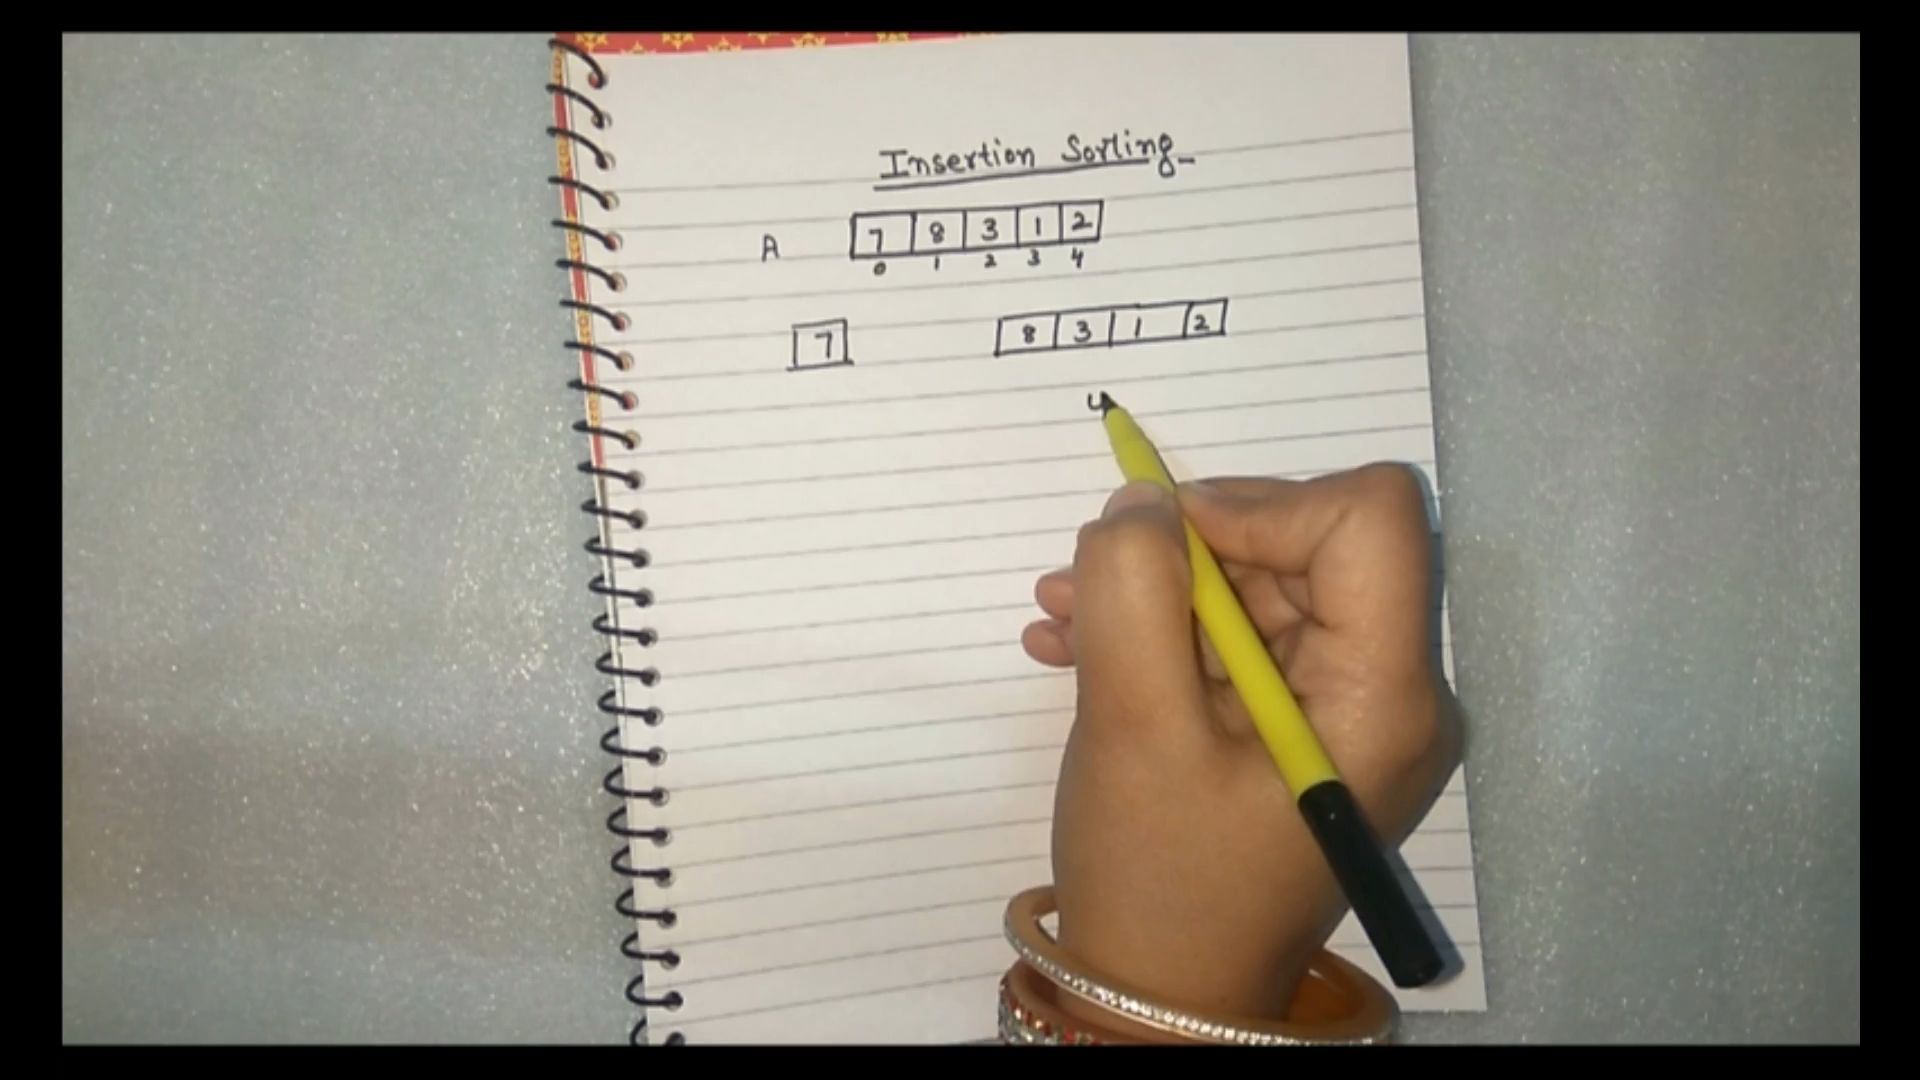 Insertion Sorting
A 7 8 3 1 2
0 1 2 3 4
7 8 3 1 2